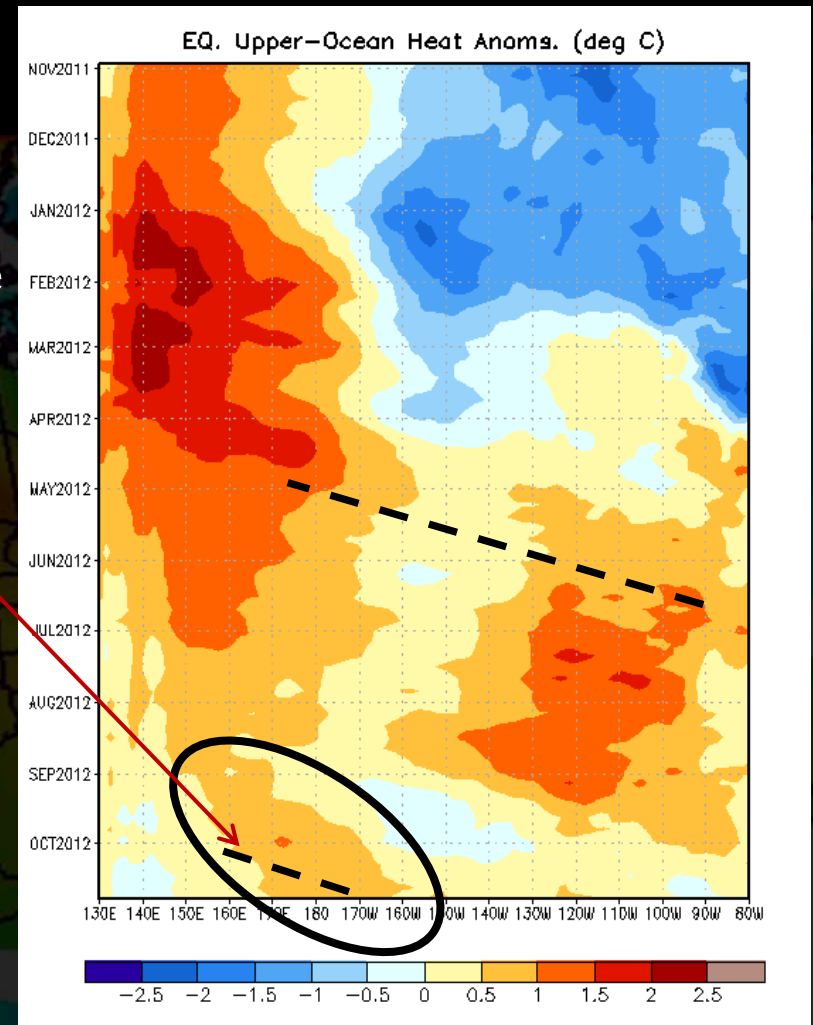 EQ. Upper-Ocean Heat Anoms. (deg C)
NOV2011
DEC2011
JAN2012
FEB2012
MAR2012
APR2012
MAY2012
JUN2012
JUL2012
AUG2012
SEP2012
OCT2012
130E 140E 150E 160E 170E 180 170W 160W 150W 140W 130W 120W 110W 100W 90W 80W
-2.5 -2 -1.5 -1 -0.5 0 0.5 1 1.5 2 2.5